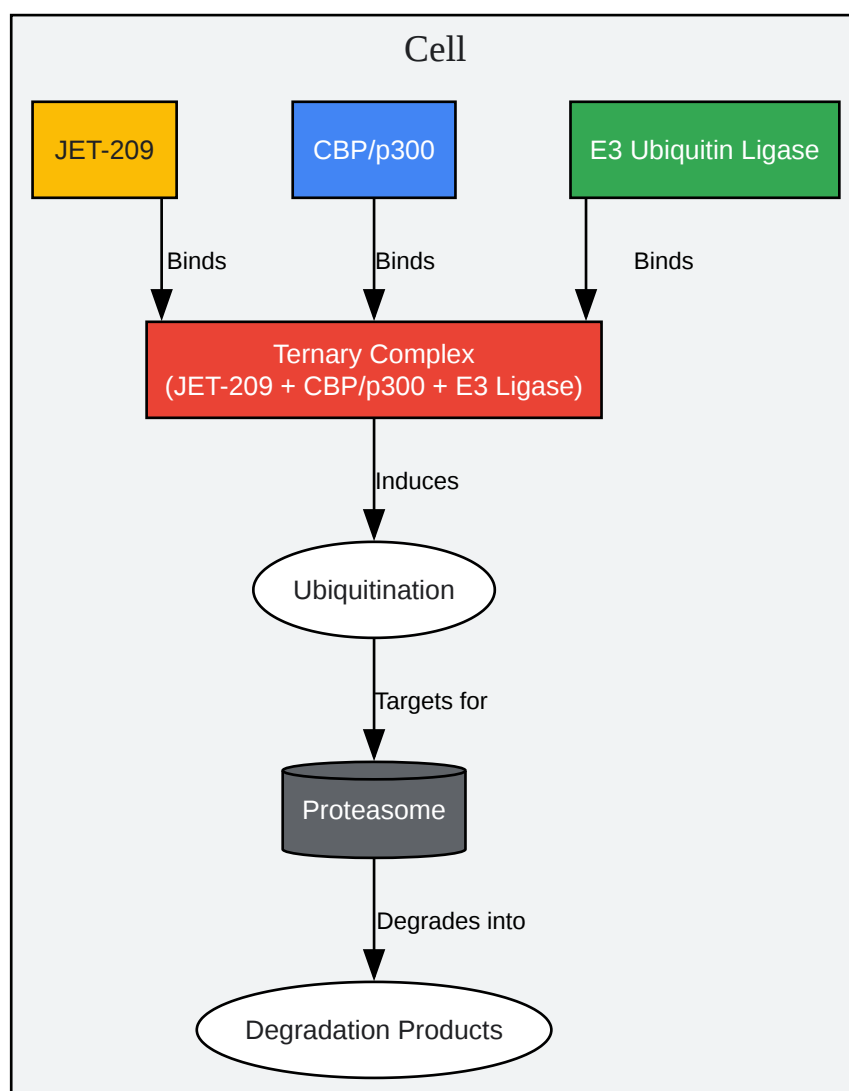 Cell
JET-209
CBP/p300
E3 Ubiquitin Ligase
Binds
Binds
Binds
Ternary Complex
(JET-209 + CBP/p300 + E3 Ligase)
Induces
Ubiquitination
Targets for
Proteasome
Degrades into
Degradation Products